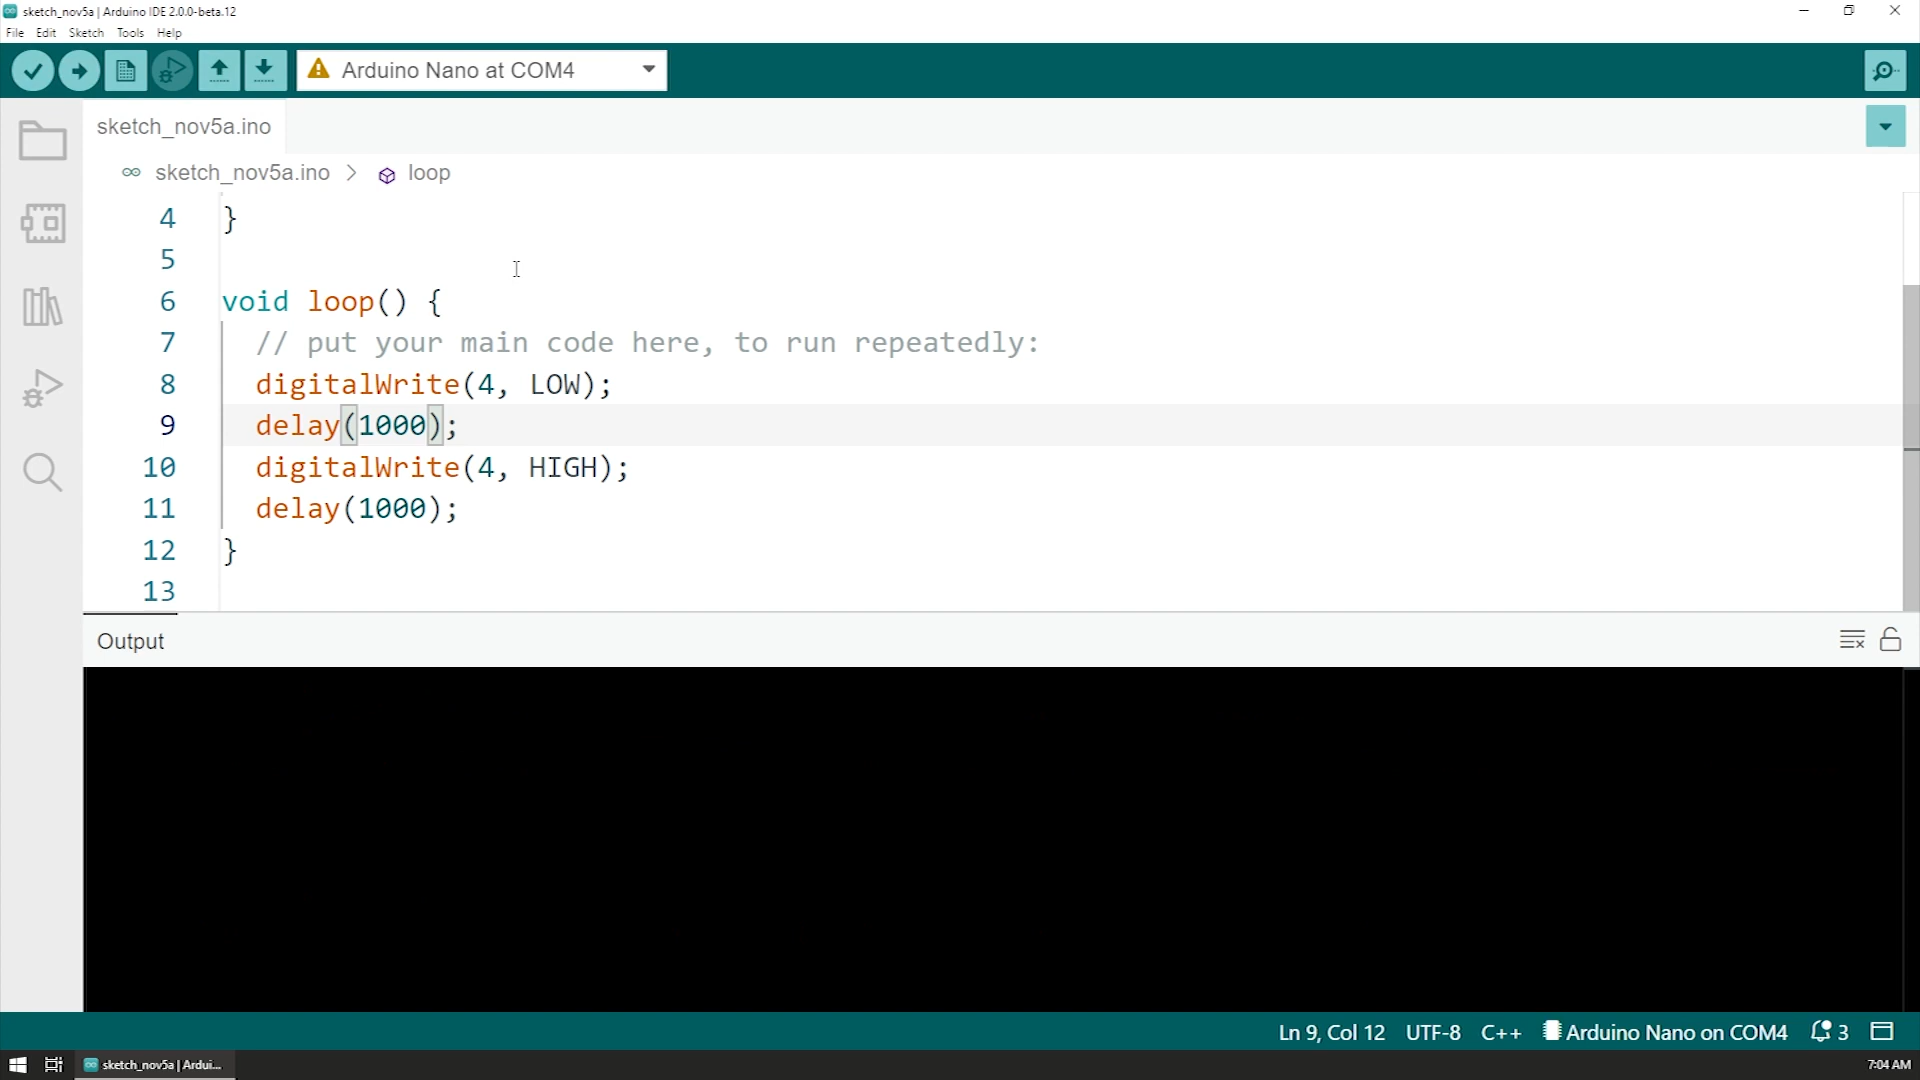 sketch_nov5a | Arduino IDE 2.0.0-beta.12
File Edit Sketch Tools Help
Arduino Nano at COM4
sketch_nov5a.ino
sketch_nov5a.ino > loop
4 }
5
6 void loop() {
7 // put your main code here, to run repeatedly:
8 digitalWrite(4, LOW);
9 delay(1000);
10 digitalWrite(4, HIGH);
11 delay(1000);
12 }
13
Output
Ln 9, Col 12 UTF-8 C++ Arduino Nano on COM4 3
sketch_nov5a | Ardui... 7:04 AM